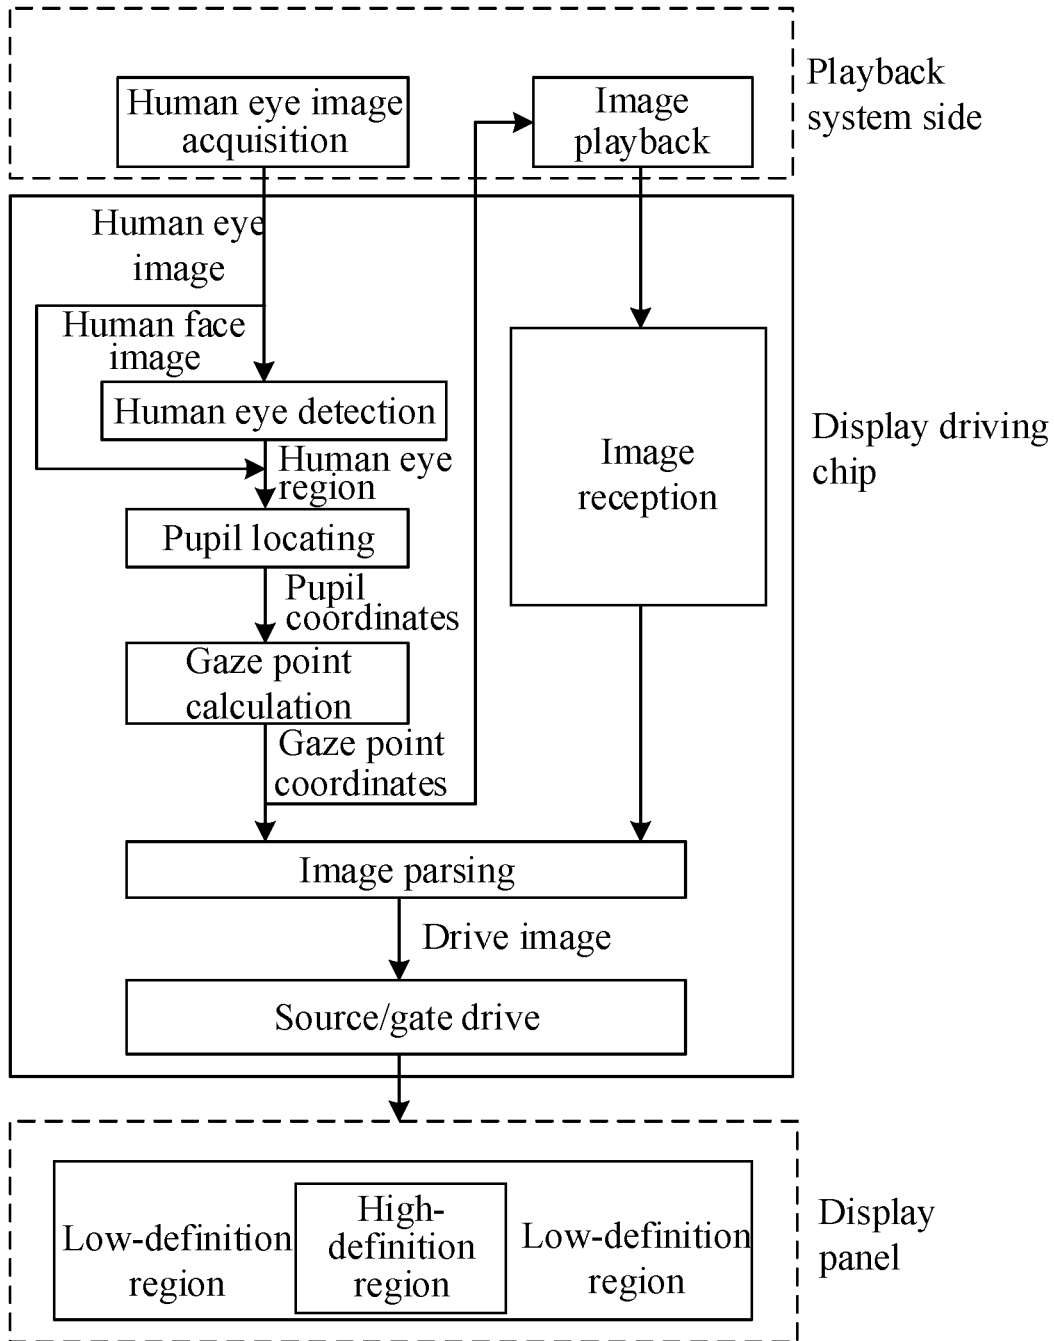 Human eye image
acquisition
Image
playback
Playback
system side
Human eye
image
Human face
image
Human eye detection
Human eye
region
Pupil locating
Pupil
coordinates
Gaze point
calculation
Gaze point
coordinates
Image
reception
Display driving
chip
Image parsing
Drive image
Source/gate drive
Low-definition
region
High-
definition
region
Low-definition
region
Display
panel